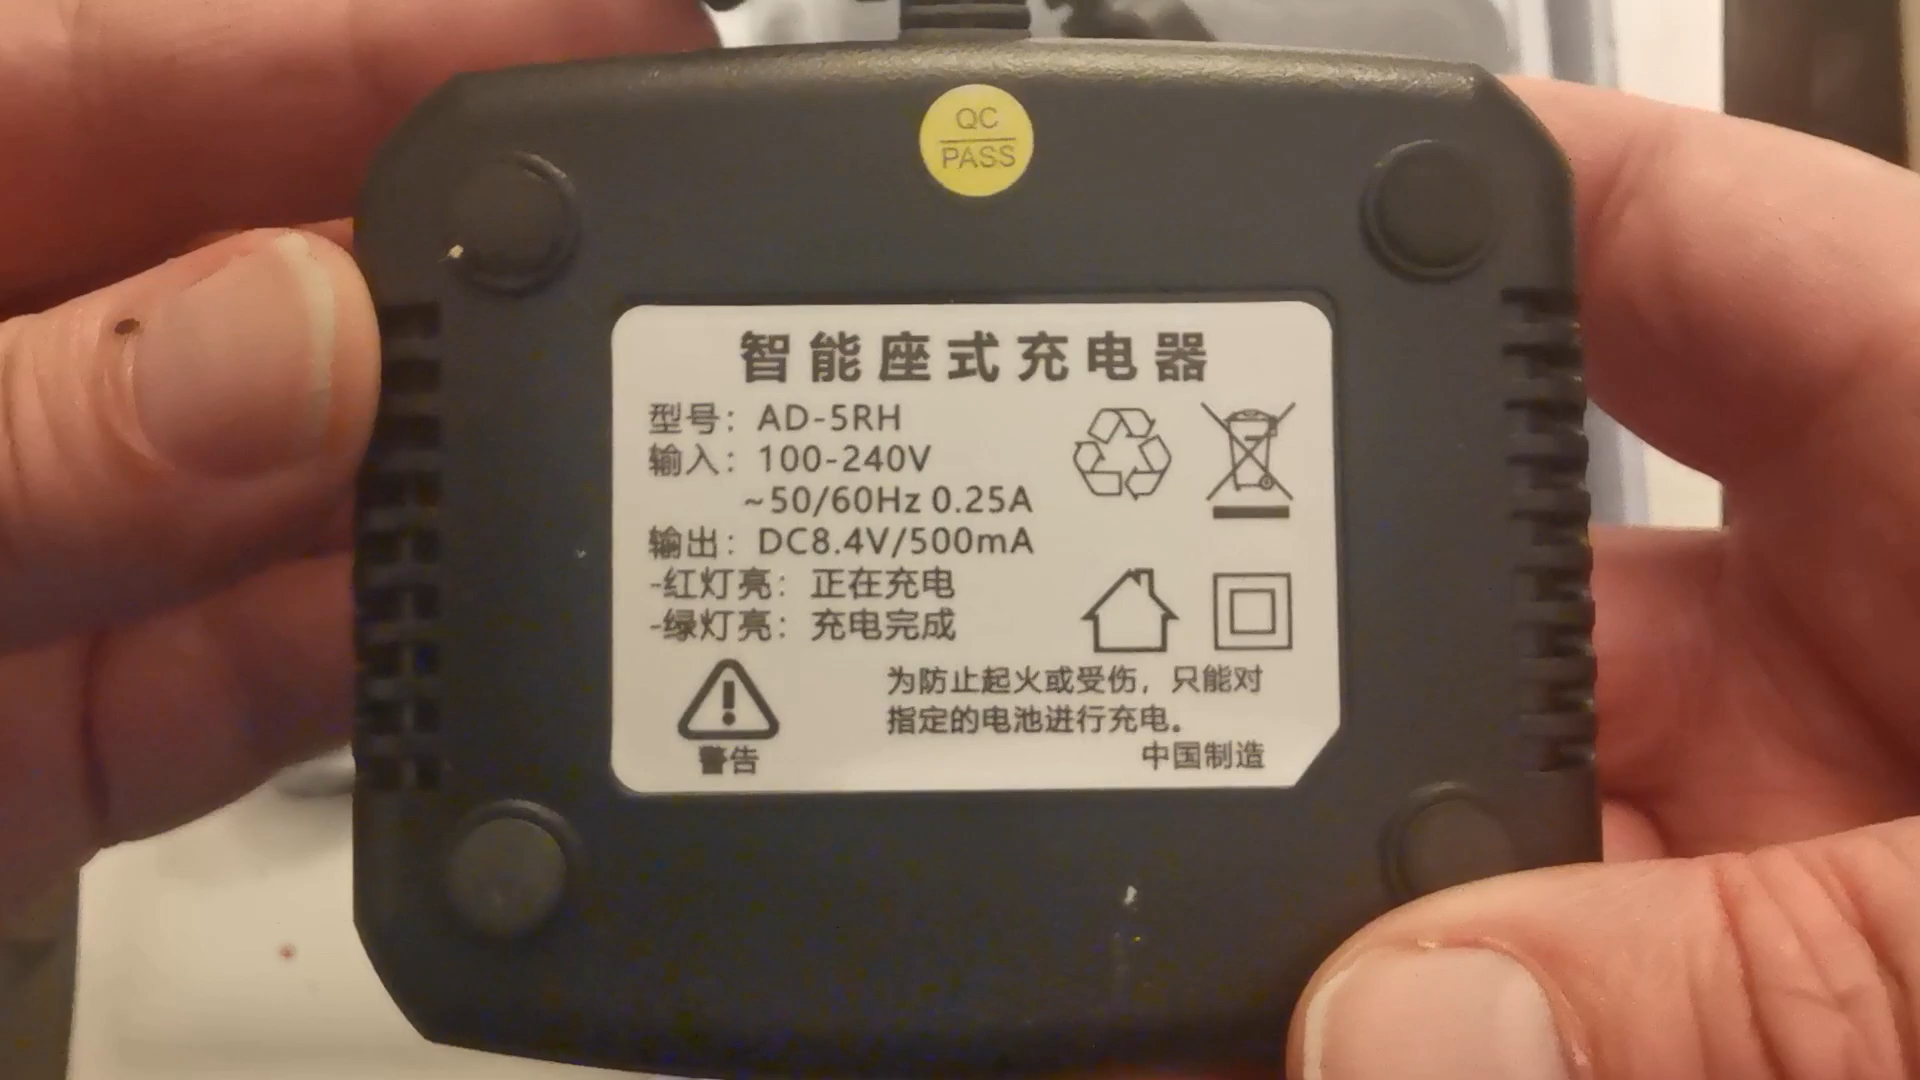 QC
PASS
智能座式充电器
型号：AD-5RH
输入：100-240V
~50/60Hz 0.25A
输出：DC8.4V/500mA
-红灯亮：正在充电
-绿灯亮：充电完成
为防止起火或受伤，只能对
指定的电池进行充电。
警告
中国制造